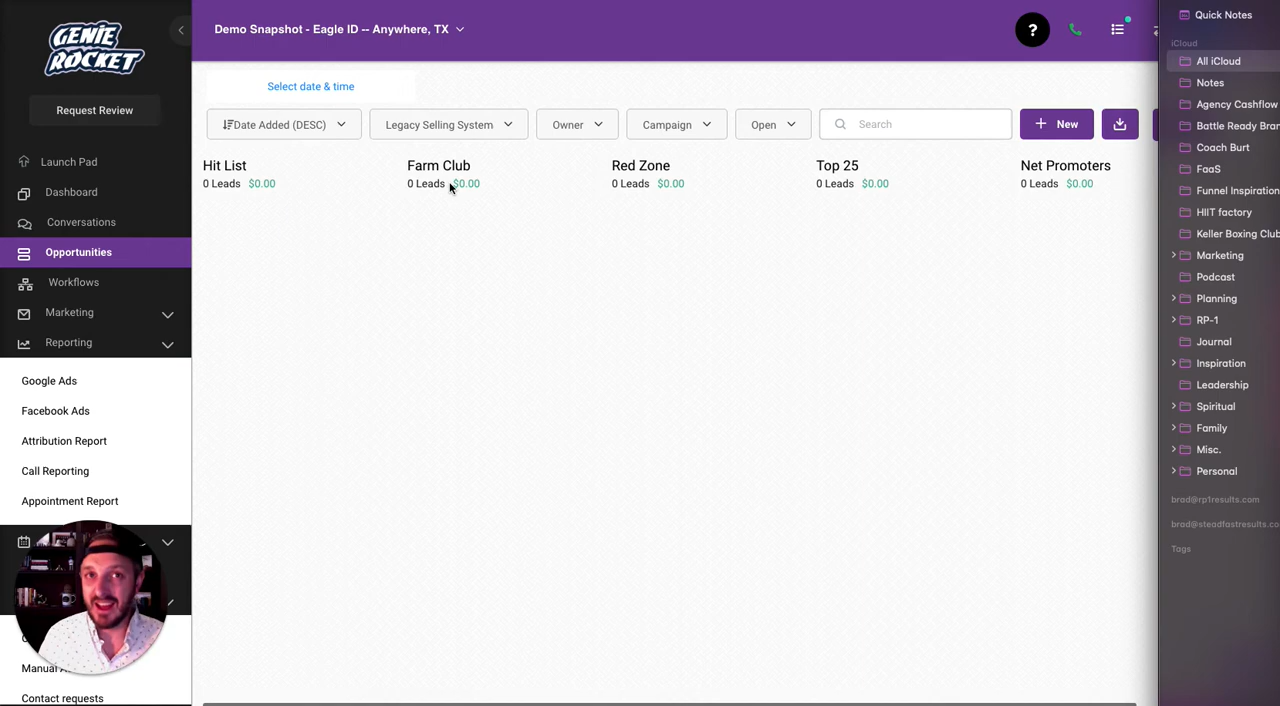 GENIE
ROCKET
Request Review
Launch Pad
Dashboard
Conversations
Opportunities
Workflows
Marketing
Reporting
Google Ads
Facebook Ads
Attribution Report
Call Reporting
Appointment Report
Manual
Contact requests
Demo Snapshot - Eagle ID -- Anywhere, TX
?
Select date & time
Date Added (DESC)
Legacy Selling System
Owner
Campaign
Open
Search
+ New
Hit List
0 Leads $0.00
Farm Club
0 Leads $0.00
Red Zone
0 Leads $0.00
Top 25
0 Leads $0.00
Net Promoters
0 Leads $0.00
Quick Notes
iCloud
All iCloud
Notes
Agency Cashflow
Battle Ready Bran
Coach Burt
FaaS
Funnel Inspiration
HIIT factory
Keller Boxing Club
Marketing
Podcast
Planning
RP-1
Journal
Inspiration
Leadership
Spiritual
Family
Misc.
Personal
brad@rp1results.com
brad@steadfastresults.co
Tags